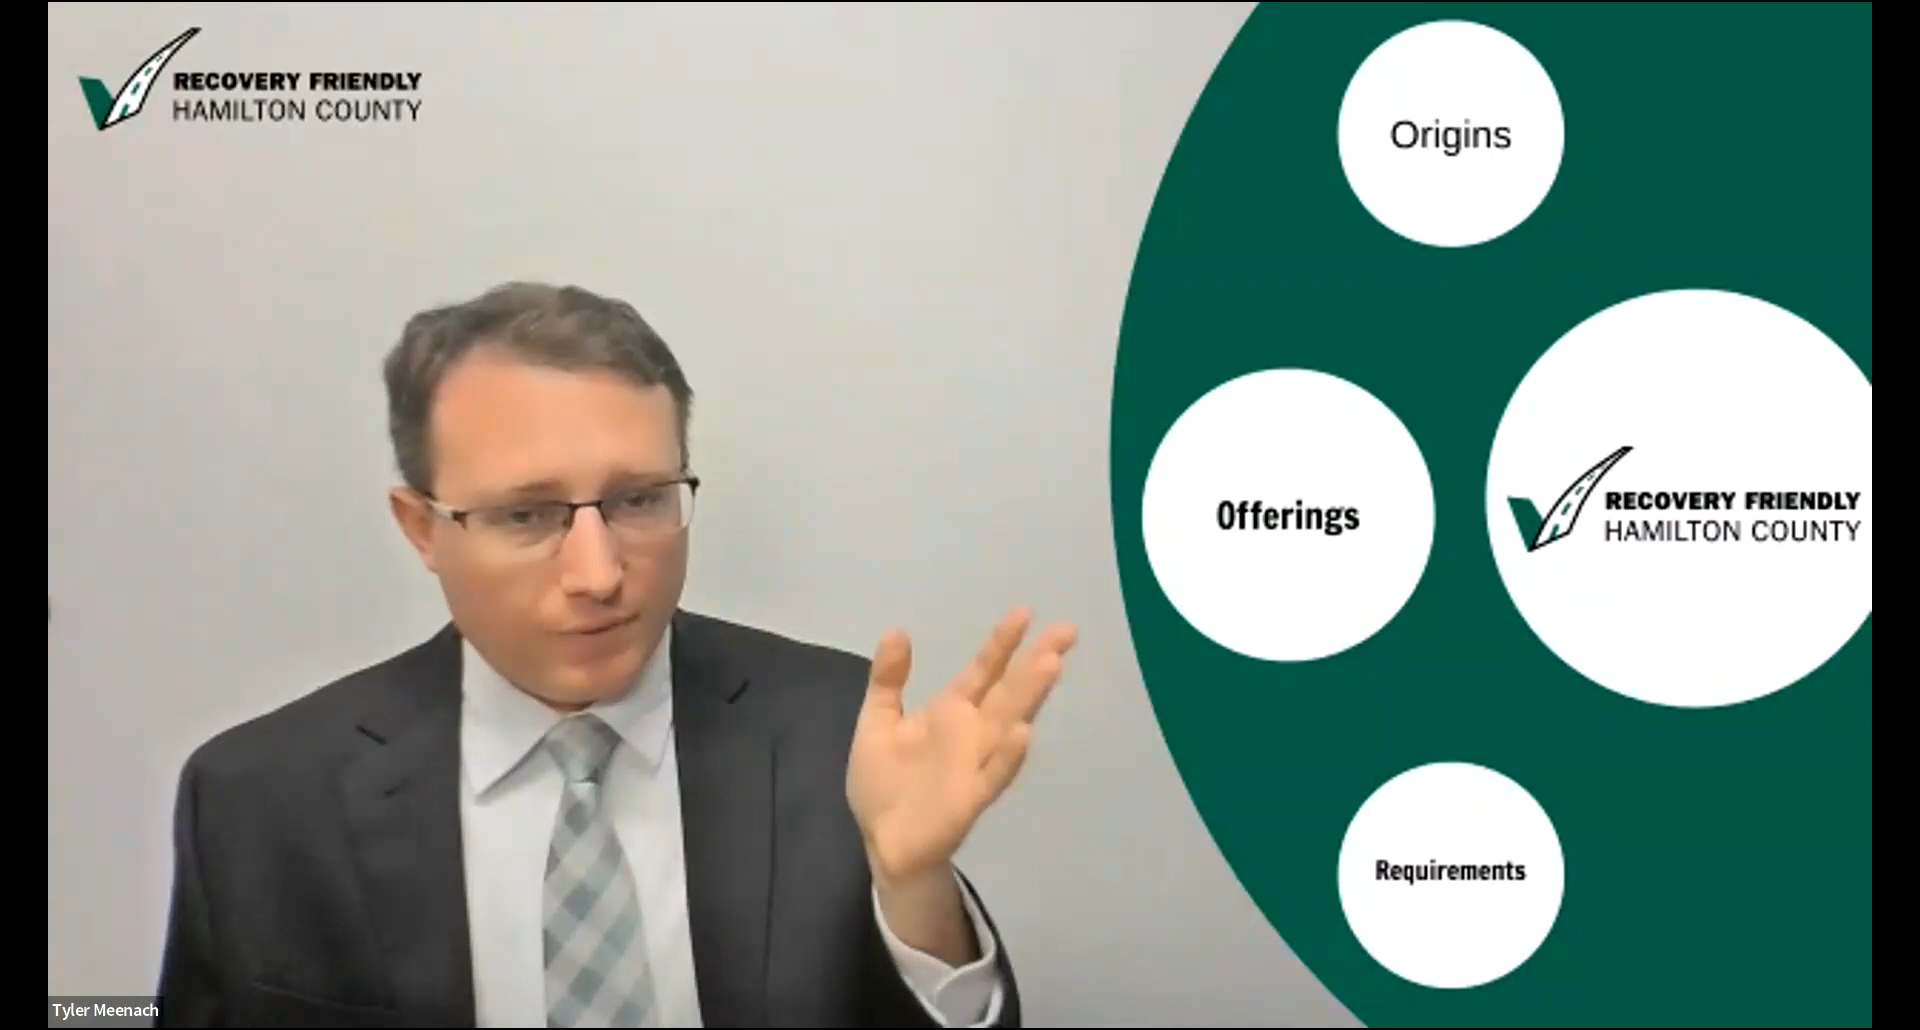 RECOVERY FRIENDLY
HAMILTON COUNTY
Origins
Offerings
RECOVERY FRIENDLY
HAMILTON COUNTY
Requirements
Tyler Meenach